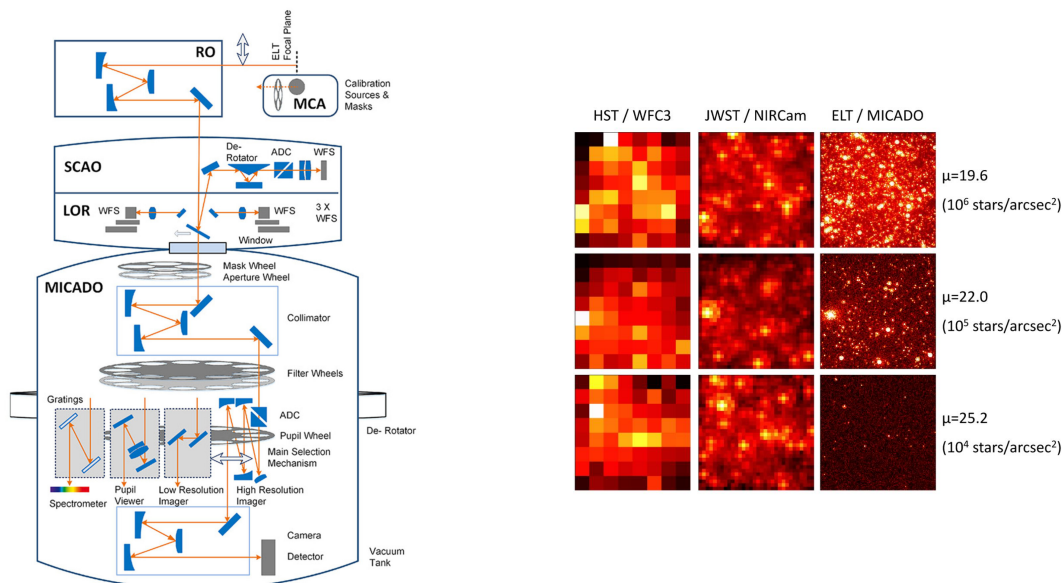 RO
ELT
Focal Plane
MCA
Calibration
Sources &
Masks
SCAO
De-
Rotator
ADC
WFS
LOR
WFS
WFS
3 X
WFS
Window
Mask Wheel
Aperture Wheel
MICADO
Collimator
Filter Wheels
Gratings
ADC
Pupil Wheel
De- Rotator
Main Selection
Mechanism
Spectrometer
Pupil
Viewer
Low Resolution
Imager
High Resolution
Imager
Camera
Detector
Vacuum
Tank
HST / WFC3
JWST / NIRCam
ELT / MICADO
μ=19.6
(10⁶ stars/arcsec²)
μ=22.0
(10⁵ stars/arcsec²)
μ=25.2
(10⁴ stars/arcsec²)